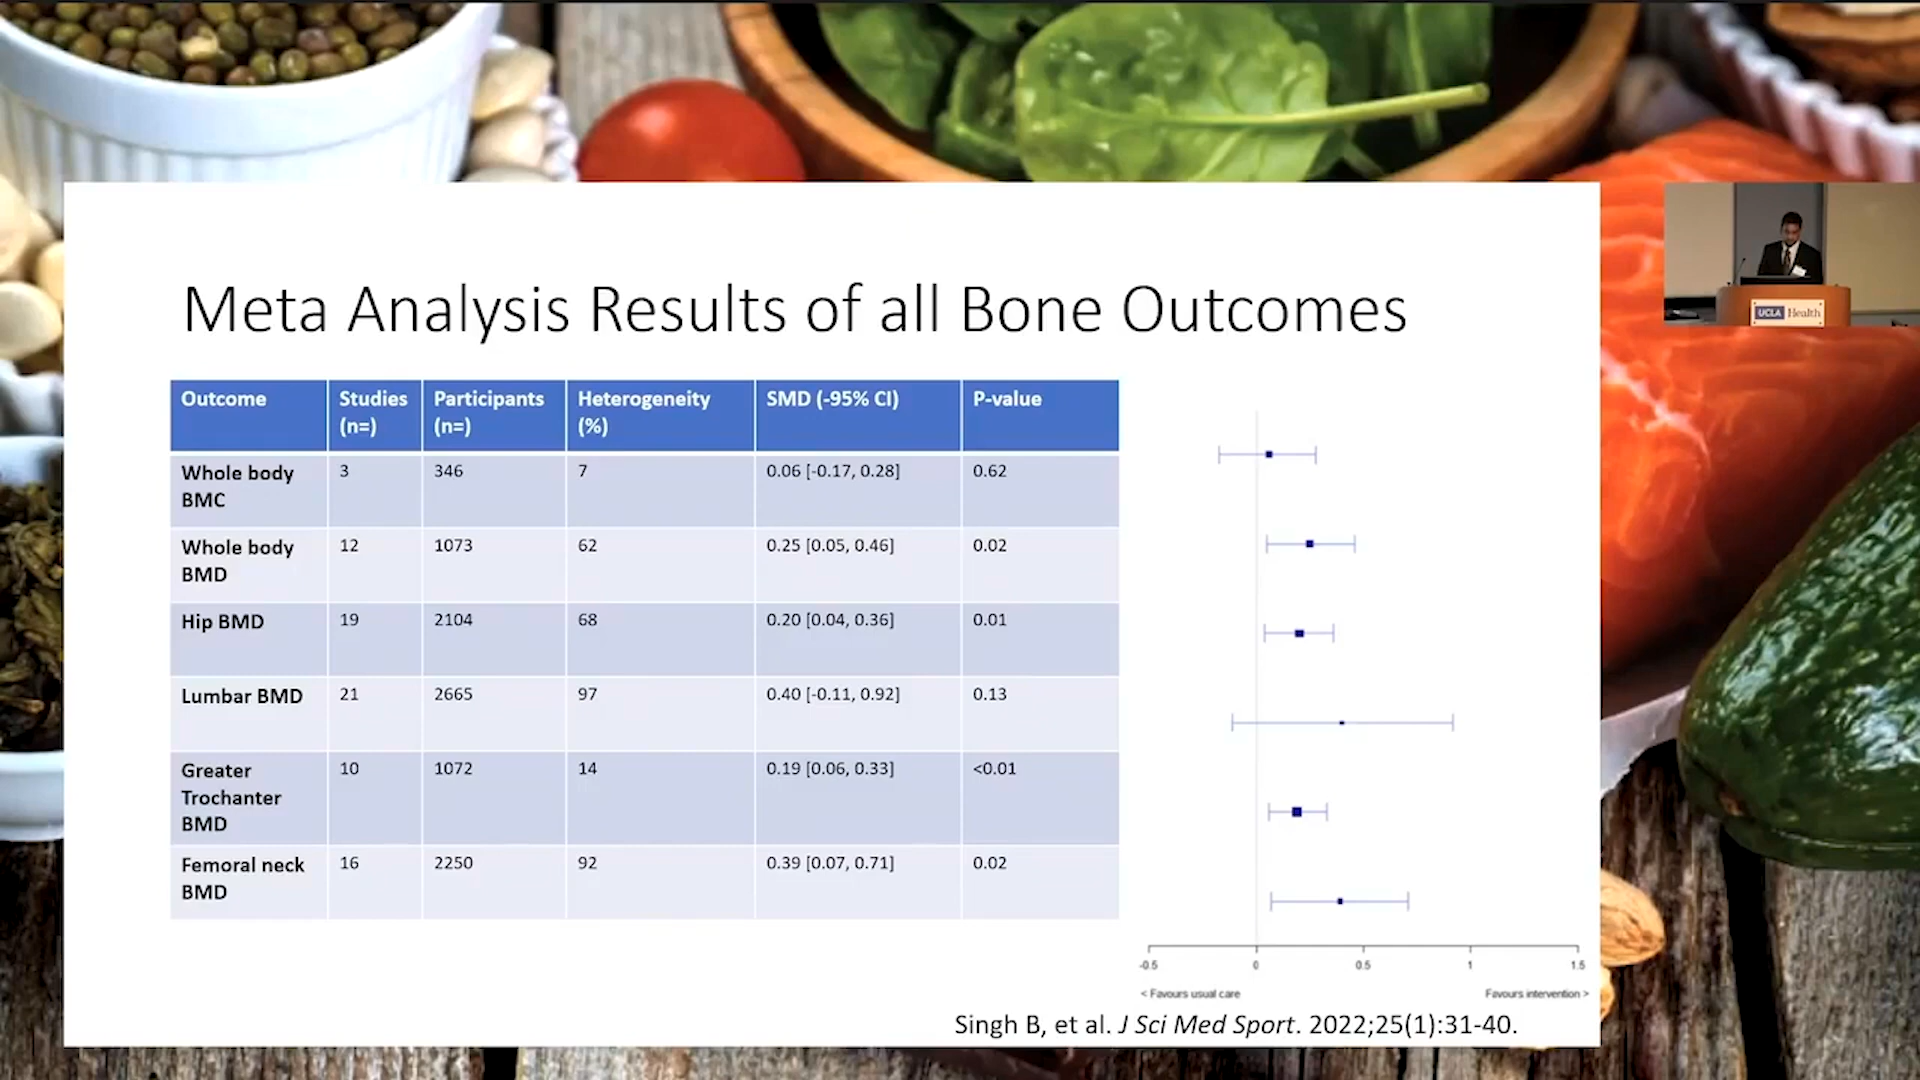 Meta Analysis Results of all Bone Outcomes
Outcome Studies (n=) Participants (n=) Heterogeneity (%) SMD (-95% CI) P-value
Whole body BMC 3 346 7 0.06 [-0.17, 0.28] 0.62
Whole body BMD 12 1073 62 0.25 [0.05, 0.46] 0.02
Hip BMD 19 2104 68 0.20 [0.04, 0.36] 0.01
Lumbar BMD 21 2665 97 0.40 [-0.11, 0.92] 0.13
Greater Trochanter BMD 10 1072 14 0.19 [0.06, 0.33] <0.01
Femoral neck BMD 16 2250 92 0.39 [0.07, 0.71] 0.02
-0.5 0 0.5 1 1.5
< Favours usual care Favours intervention >
Singh B, et al. J Sci Med Sport. 2022;25(1):31-40.
UCLA Health